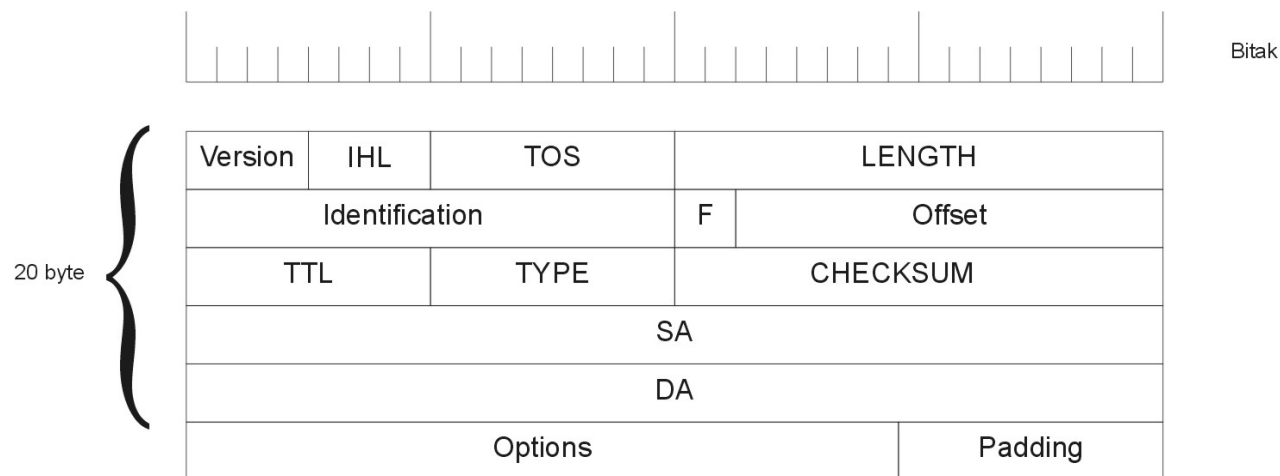 Bitak
Version IHL TOS LENGTH
Identification F Offset
20 byte
TTL TYPE CHECKSUM
SA
DA
Options Padding